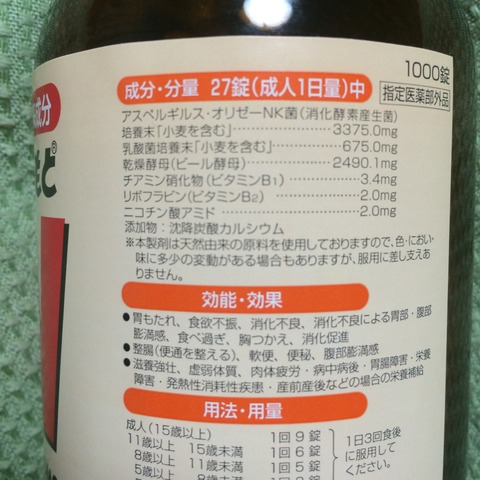 1000錠
指定医薬部外品
成分・分量 27錠(成人1日量)中
アスペルギルス・オリゼーNK菌(消化酵素産生菌)
培養末「小麦を含む」 3375.0mg
乳酸菌培養末「小麦を含む」 675.0mg
乾燥酵母(ビール酵母) 2490.1mg
チアミン硝化物(ビタミンB1) 3.4mg
リボフラビン(ビタミンB2) 2.0mg
ニコチン酸アミド 2.0mg
添加物:沈降炭酸カルシウム
※本製剤は天然由来の原料を使用しておりますので、色・におい・
味に多少の変動がある場合もありますが、服用に差し支えあ
りません。
効能・効果
●胃もたれ、食欲不振、消化不良、消化不良による胃部・腹部
膨満感、食べ過ぎ、胸つかえ、消化促進
●整腸(便通を整える)、軟便、便秘、腹部膨満感
●滋養強壮、虚弱体質、肉体疲労・病中病後・胃腸障害・栄養
障害・発熱性消耗性疾患・産前産後などの場合の栄養補給
用法・用量
成人(15歳以上) 1回9錠
11歳以上 15歳未満 1回6錠
8歳以上 11歳未満 1回5錠
5歳以上 8歳
1日3回食後
に服用して
ください。
成分
もと®